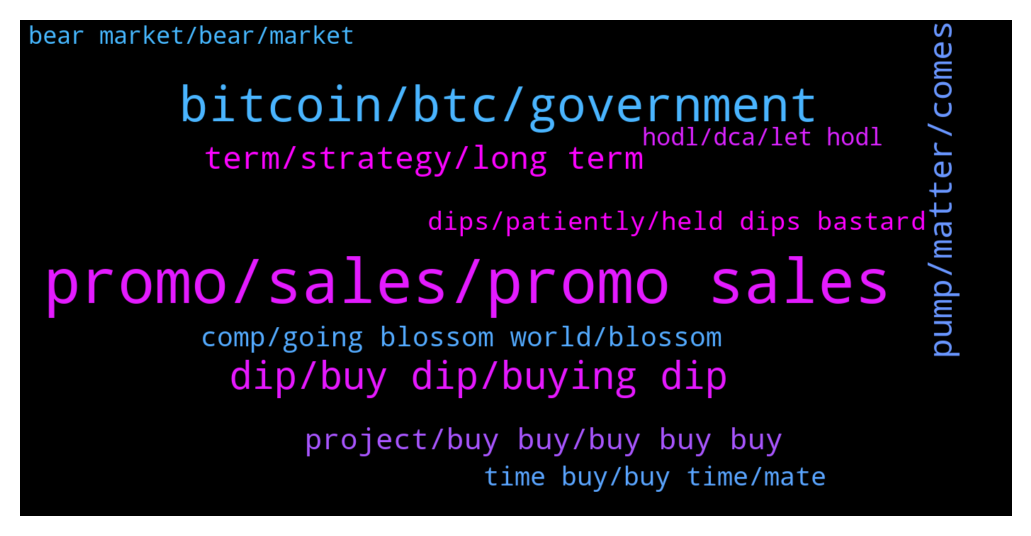 bear market/bear/market
bitcoin/btc/government
hodl/dca/let hodl
term/strategy/long term
pump/matter/comes
dips/patiently/held dips bastard
promo/sales/promo sales
comp/going blossom world/blossom
dip/buy dip/buying dip
project/buy buy/buy buy buy
time buy/buy time/mate